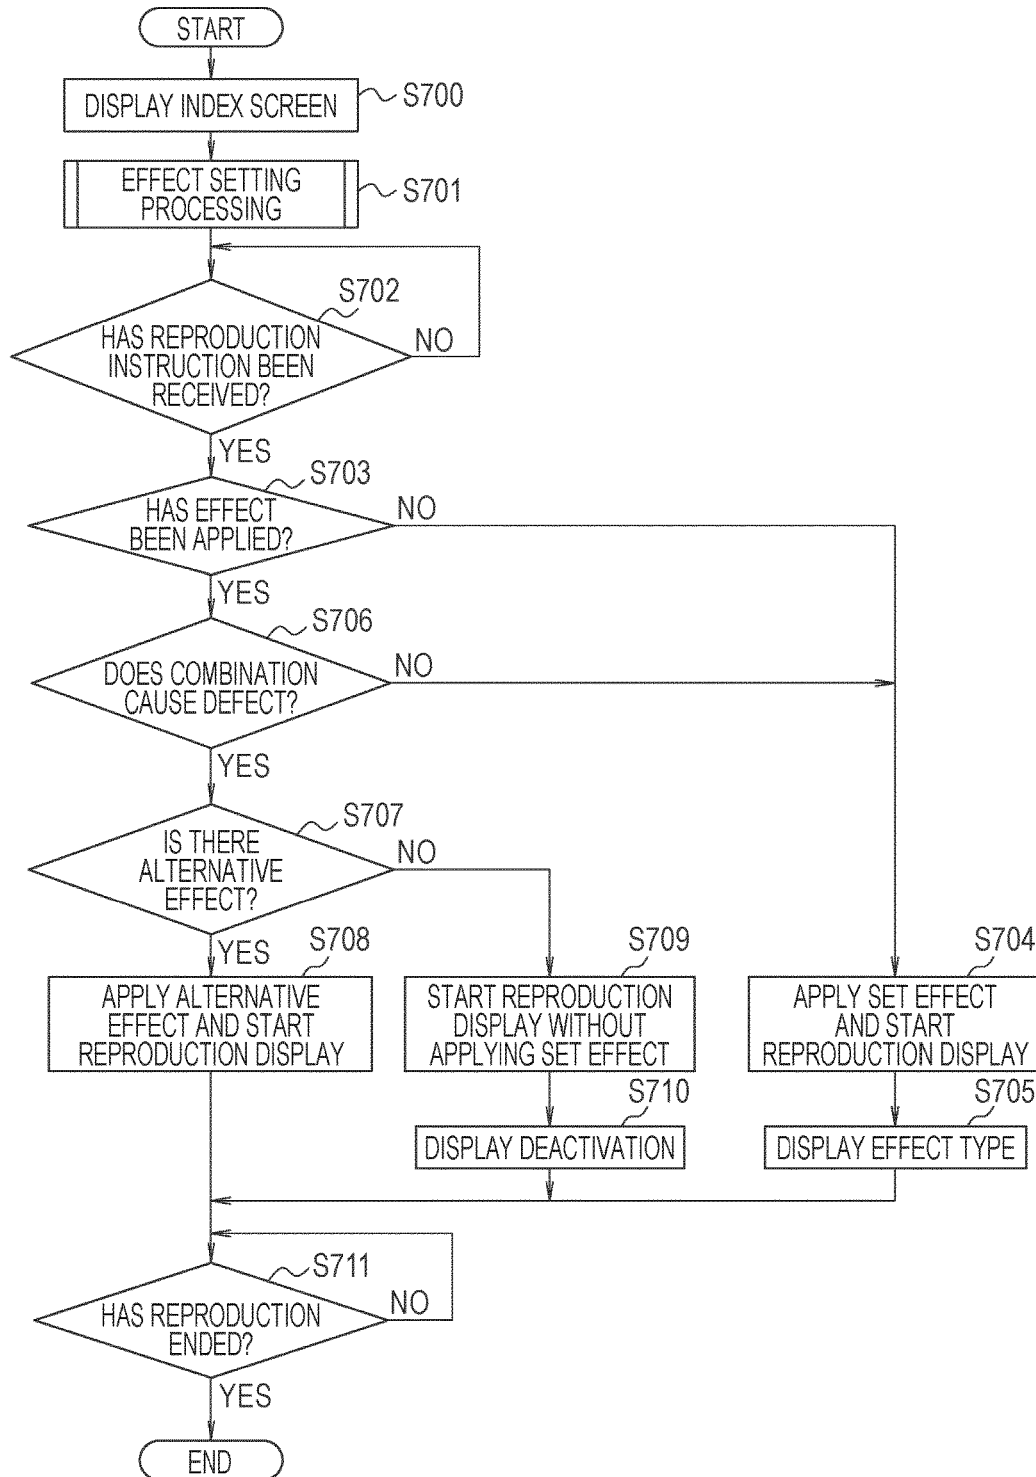 START
DISPLAY INDEX SCREEN
S700
EFFECT SETTING
PROCESSING
S701
S702
HAS REPRODUCTION
INSTRUCTION BEEN
RECEIVED?
NO
YES
S703
HAS EFFECT
BEEN APPLIED?
NO
YES
S706
DOES COMBINATION
CAUSE DEFECT?
NO
YES
S707
IS THERE
ALTERNATIVE
EFFECT?
NO
YES
S708
APPLY ALTERNATIVE
EFFECT AND START
REPRODUCTION DISPLAY
S709
START REPRODUCTION
DISPLAY WITHOUT
APPLYING SET EFFECT
S704
APPLY SET EFFECT
AND START
REPRODUCTION DISPLAY
S710
DISPLAY DEACTIVATION
S705
DISPLAY EFFECT TYPE
S711
HAS REPRODUCTION
ENDED?
NO
YES
END